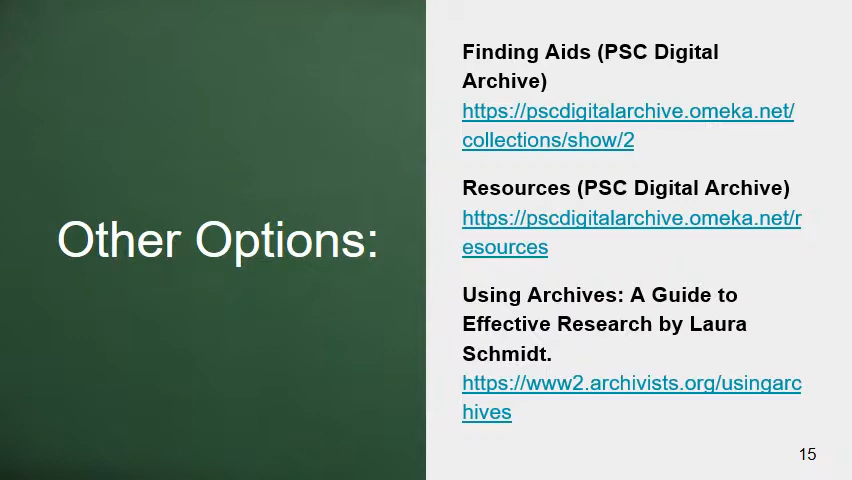 Other Options:
Finding Aids (PSC Digital
Archive)
https://pscdigitalarchive.omeka.net/
collections/show/2
Resources (PSC Digital Archive)
https://pscdigitalarchive.omeka.net/r
esources
Using Archives: A Guide to
Effective Research by Laura
Schmidt.
https://www2.archivists.org/usingarc
hives
15